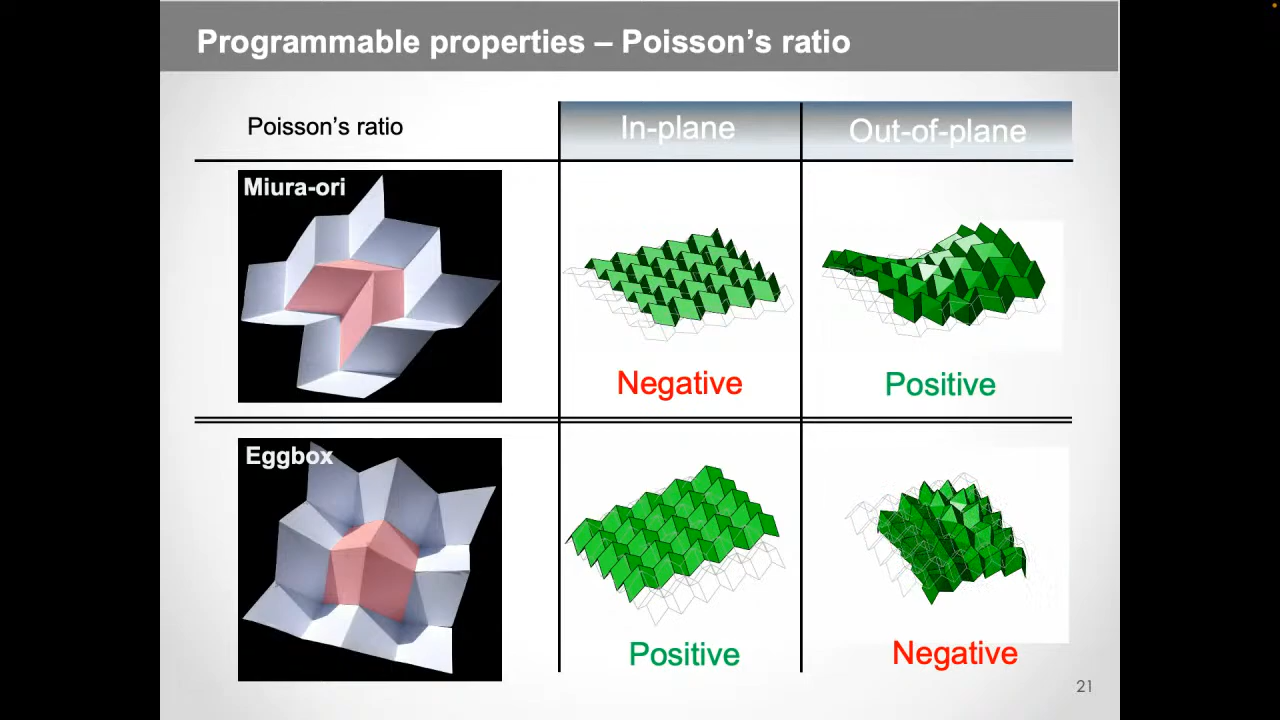 Programmable properties – Poisson's ratio
Poisson's ratio
In-plane
Out-of-plane
Miura-ori
Negative
Positive
Eggbox
Positive
Negative
21